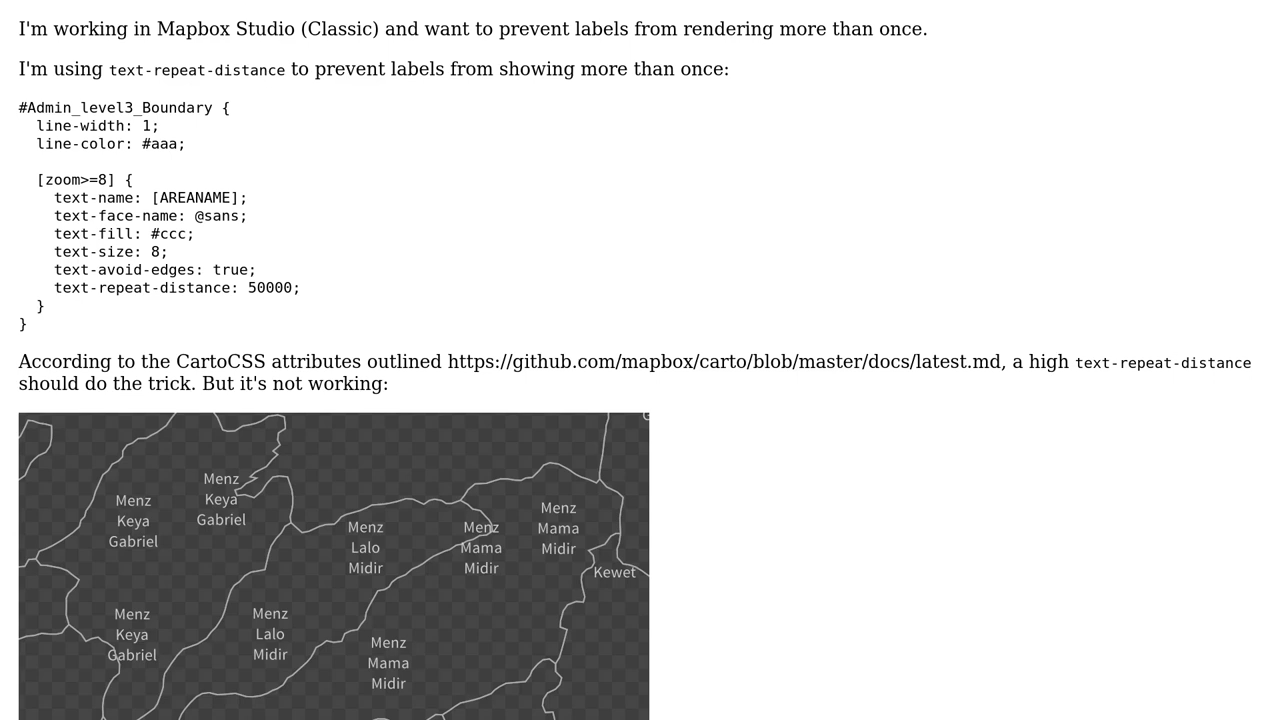 I'm working in Mapbox Studio (Classic) and want to prevent labels from rendering more than once.
I'm using text-repeat-distance to prevent labels from showing more than once:
#Admin_level3_Boundary {
  line-width: 1;
  line-color: #aaa;
  [zoom>=8] {
    text-name: [AREANAME];
    text-face-name: @sans;
    text-fill: #ccc;
    text-size: 8;
    text-avoid-edges: true;
    text-repeat-distance: 50000;
  }
}
According to the CartoCSS attributes outlined https://github.com/mapbox/carto/blob/master/docs/latest.md, a high text-repeat-distance
should do the trick. But it's not working:
Menz
Keya
Gabriel
Menz
Keya
Gabriel
Menz
Lalo
Midir
Menz
Mama
Midir
Menz
Mama
Midir
Kewet
Menz
Keya
Gabriel
Menz
Lalo
Midir
Menz
Mama
Midir